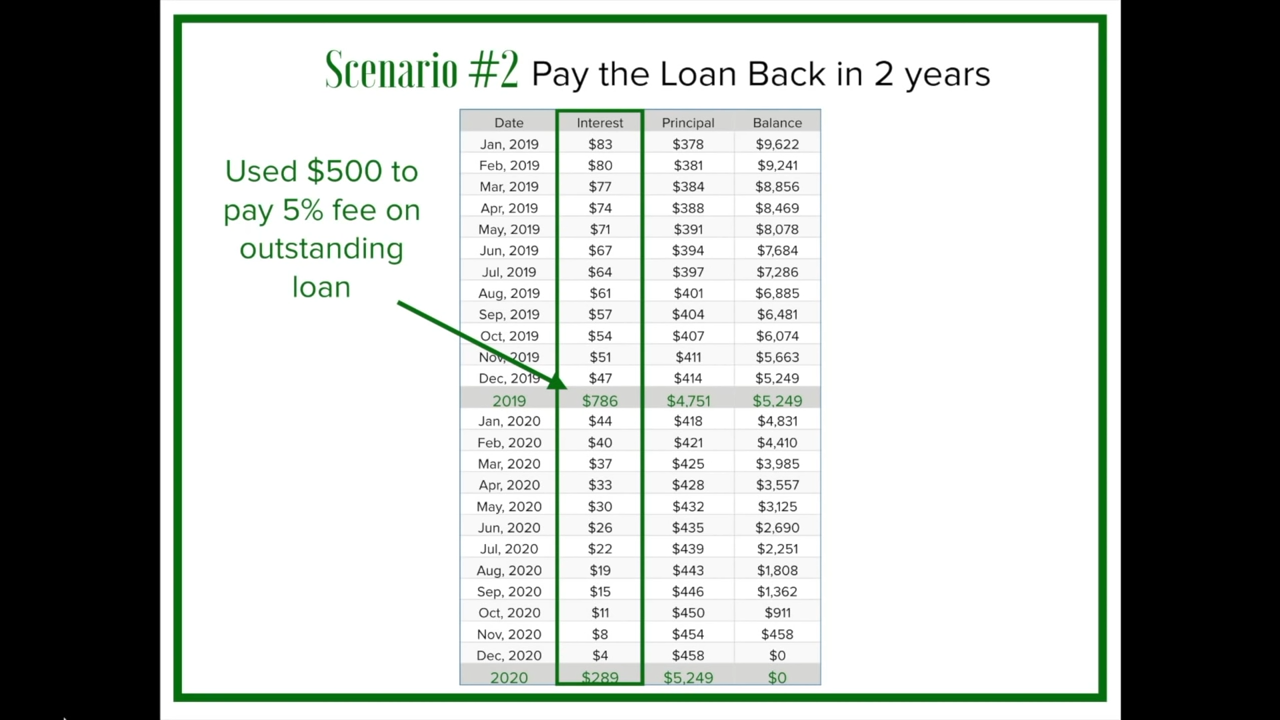 Scenario #2 Pay the Loan Back in 2 years
Used $500 to
pay 5% fee on
outstanding
loan
Date Interest Principal Balance
Jan, 2019 $83 $378 $9,622
Feb, 2019 $80 $381 $9,241
Mar, 2019 $77 $384 $8,856
Apr, 2019 $74 $388 $8,469
May, 2019 $71 $391 $8,078
Jun, 2019 $67 $394 $7,684
Jul, 2019 $64 $397 $7,286
Aug, 2019 $61 $401 $6,885
Sep, 2019 $57 $404 $6,481
Oct, 2019 $54 $407 $6,074
Nov, 2019 $51 $411 $5,663
Dec, 2019 $47 $414 $5,249
2019 $786 $4,751 $5,249
Jan, 2020 $44 $418 $4,831
Feb, 2020 $40 $421 $4,410
Mar, 2020 $37 $425 $3,985
Apr, 2020 $33 $428 $3,557
May, 2020 $30 $432 $3,125
Jun, 2020 $26 $435 $2,690
Jul, 2020 $22 $439 $2,251
Aug, 2020 $19 $443 $1,808
Sep, 2020 $15 $446 $1,362
Oct, 2020 $11 $450 $911
Nov, 2020 $8 $454 $458
Dec, 2020 $4 $458 $0
2020 $289 $5,249 $0